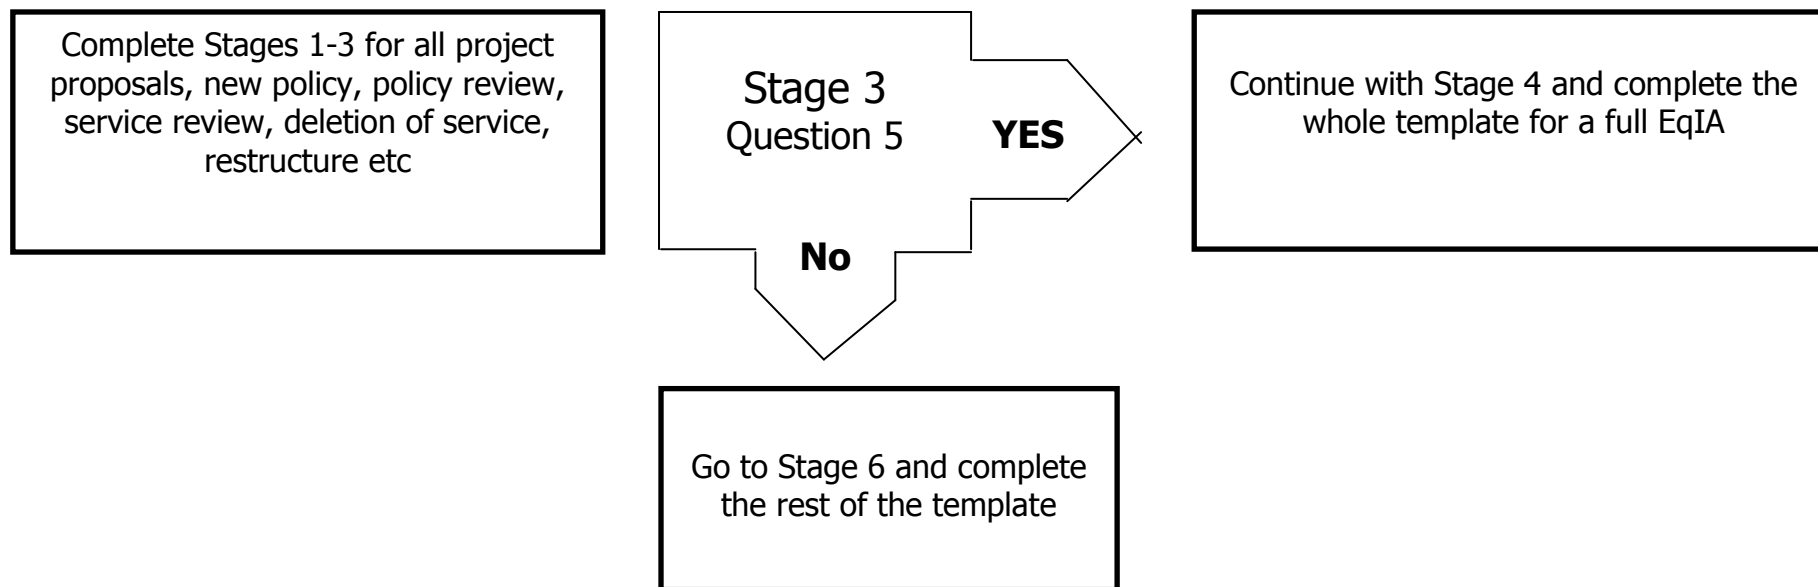 Complete Stages 1-3 for all project
proposals, new policy, policy review,
service review, deletion of service,
restructure etc
Stage 3
Question 5
YES
No
Continue with Stage 4 and complete the
whole template for a full EqIA
Go to Stage 6 and complete
the rest of the template